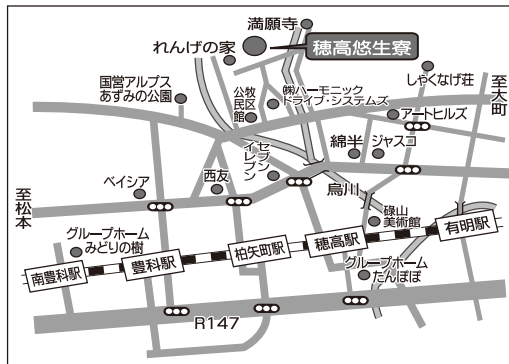 満願寺
れんげの家
穂高悠生寮
しゃくなげ荘
至大町
国営アルプス
あずみの公園
牧区
公民館
㈱ハーモニック
ドライブ・システムズ
アートヒルズ
綿半
ジャスコ
セブン
イレブン
西友
ベイシア
烏川
至松本
碌山
美術館
有明駅
グループホーム
みどりの樹
穂高駅
柏矢町駅
豊科駅
南豊科駅
グループホーム
たんぽぽ
R147